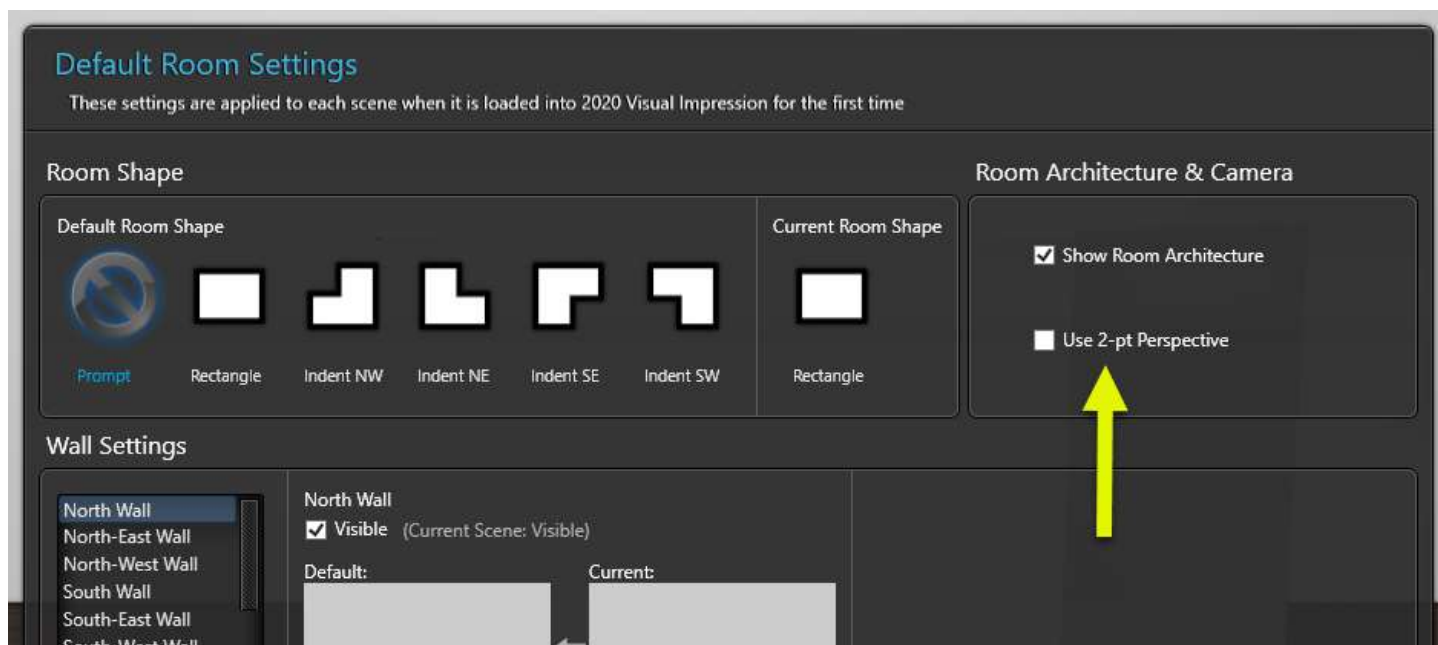 Default Room Settings
These settings are applied to each scene when it is loaded into 2020 Visual Impression for the first time
Room Shape
Default Room Shape
Prompt
Rectangle
Indent NW
Indent NE
Indent SE
Indent SW
Current Room Shape
Rectangle
Room Architecture & Camera
Show Room Architecture
Use 2-pt Perspective
Wall Settings
North Wall
North-East Wall
North-West Wall
South Wall
South-East Wall
South-West Wall
North Wall
Visible (Current Scene: Visible)
Default:
Current: